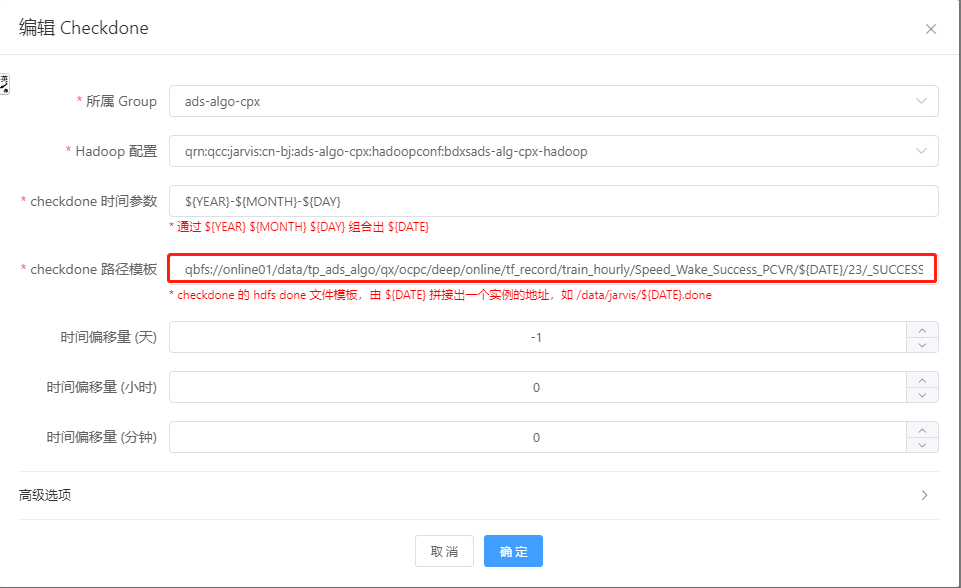 编辑 Checkdone
英
* 所属 Group ads-algo-cpx
* Hadoop 配置 qrn:qcc:jarvis:cn-bj:ads-algo-cpx:hadoopconf:bdxsads-alg-cpx-hadoop
* checkdone 时间参数 ${YEAR}-${MONTH}-${DAY}
* 通过 ${YEAR} ${MONTH} ${DAY} 组合出 ${DATE}
* checkdone 路径模板 qbfs://online01/data/tp_ads_algo/qx/ocpc/deep/online/tf_record/train_hourly/Speed_Wake_Success_PCVR/${DATE}/23/_SUCCESS
* checkdone 的 hdfs done 文件模板，由 ${DATE} 拼接出一个实例的地址，如 /data/jarvis/${DATE}.done
时间偏移量 (天) -1
时间偏移量 (小时) 0
时间偏移量 (分钟) 0
高级选项
取消 确定